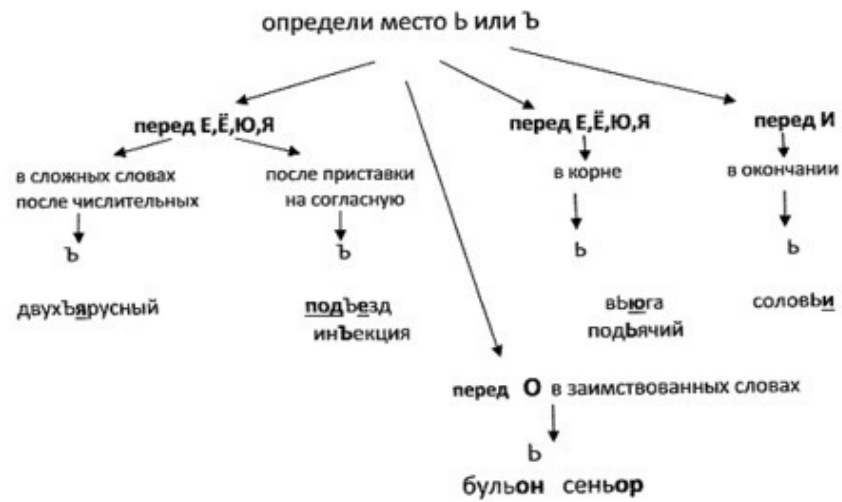 определи место Ь или Ъ
перед Е,Ё,Ю,Я
перед Е,Ё,Ю,Я
перед И
в сложных словах
после числительных
после приставки
на согласную
в корне
в окончании
Ъ
Ъ
Ь
Ь
двухЪярусный
подЪезд
инЪекция
вЬюга
подЬячий
соловЬи
перед О в заимствованных словах
Ь
бульон сеньор